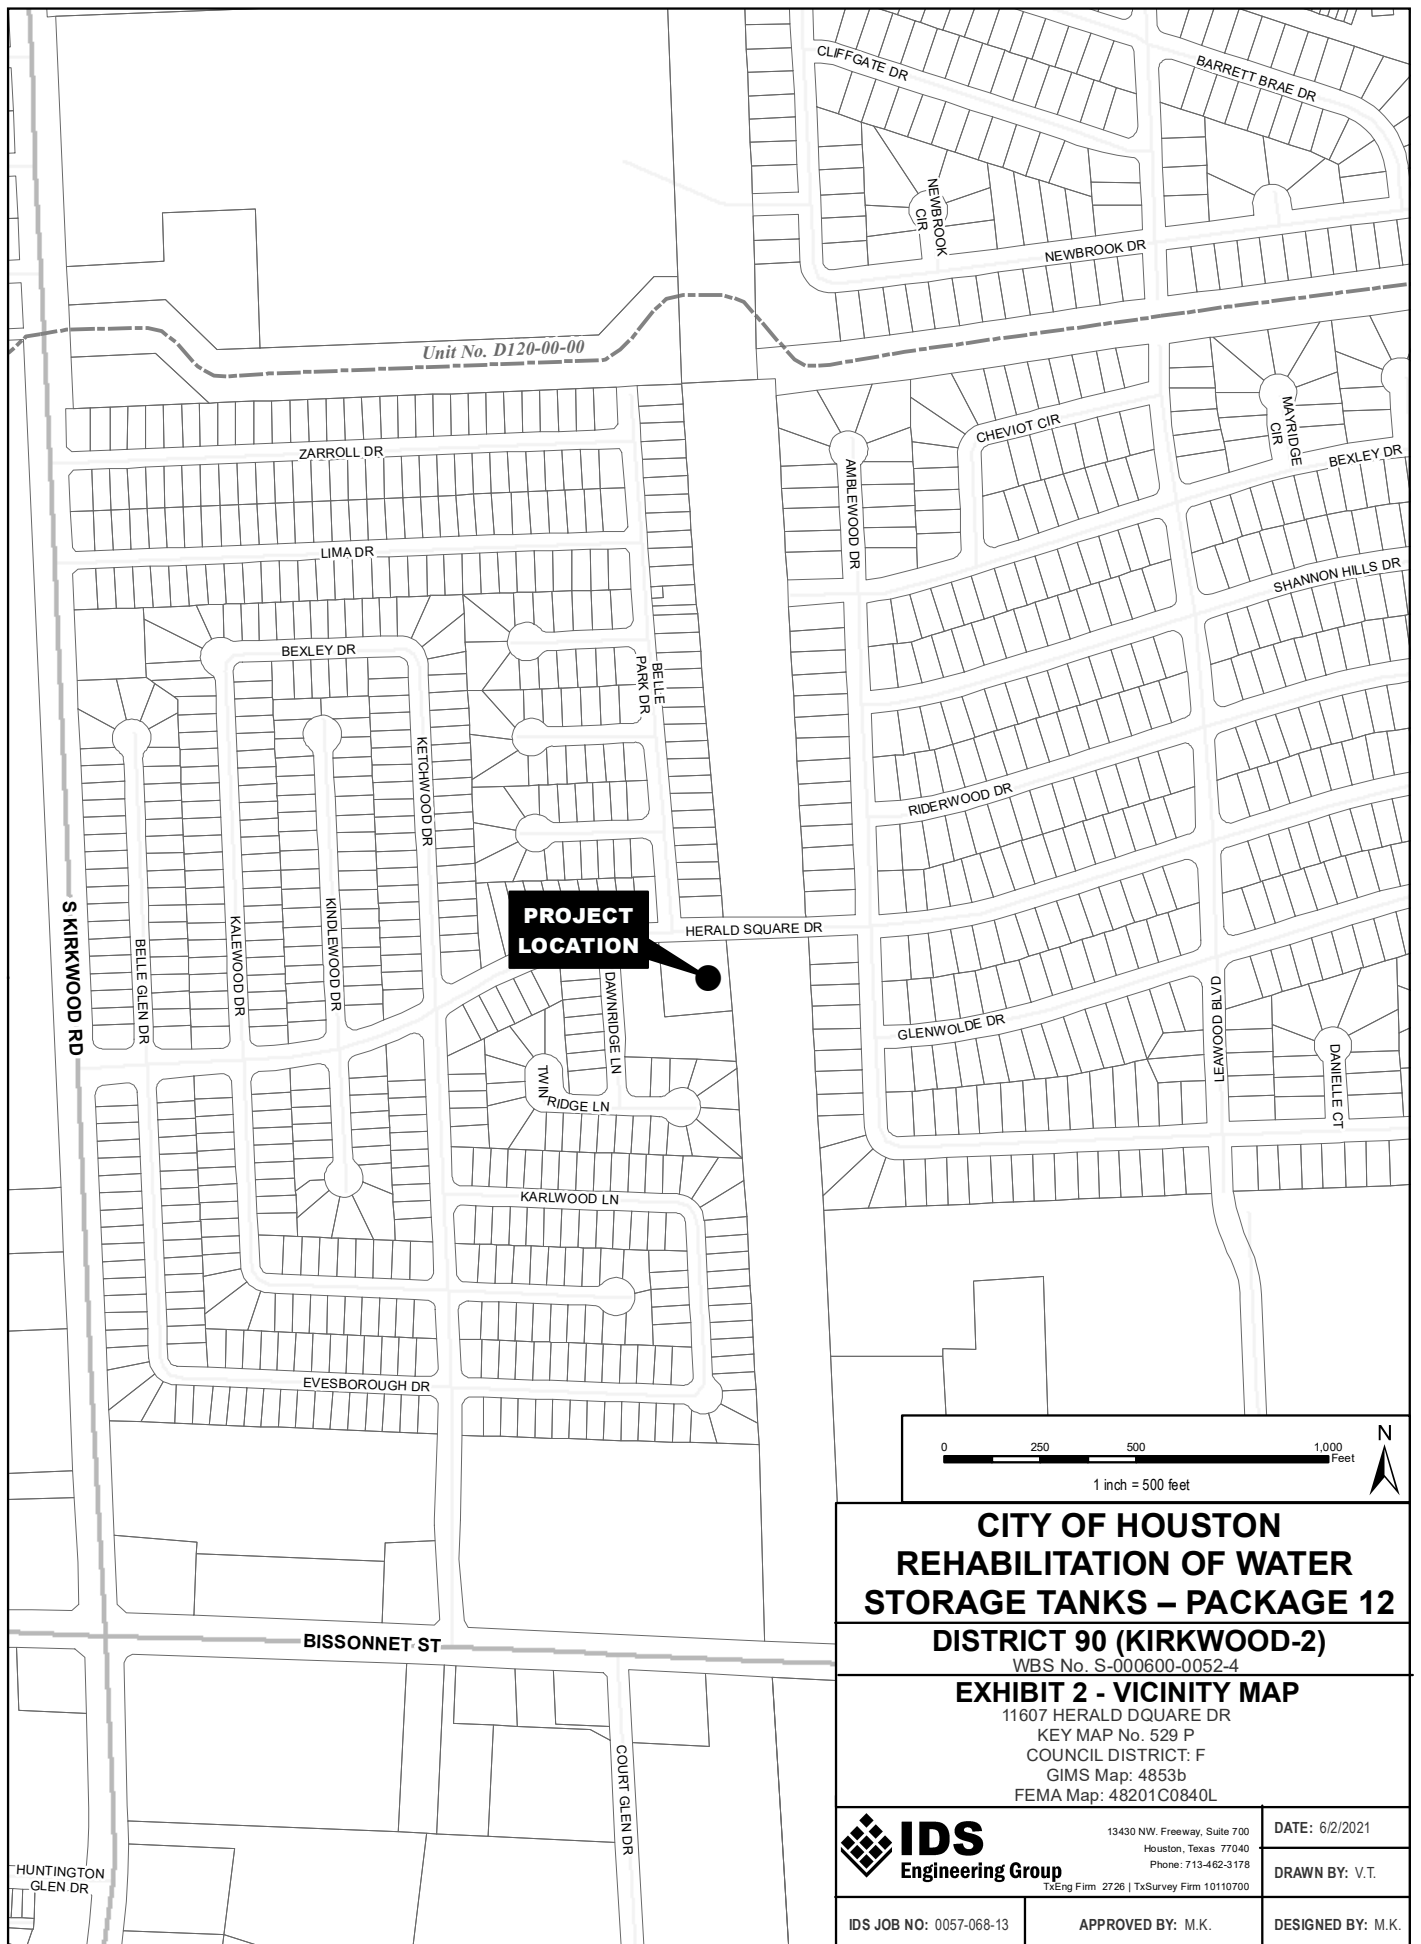 CLIFFGATE DR
BARRETT BRAE DR
NEWBROOK
CIR
NEWBROOK DR
Unit No. D120-00-00
ZARROLL DR
CHEVIOT CIR
MAYRIDGE
CIR
BEXLEY DR
AMBLEWOOD DR
LIMA DR
SHANNON HILLS DR
BEXLEY DR
BELLE
PARK DR
KETCHWOOD DR
RIDERWOOD DR
S KIRKWOOD RD
BELLE GLEN DR
KALEWOOD DR
KINDLEWOOD DR
PROJECT
LOCATION
HERALD SQUARE DR
DAWNRIDGE LN
GLENWOLDE DR
LEAWOOD BLVD
DANIELLE CT
TWIN
RIDGE LN
KARLWOOD LN
EVESBOROUGH DR
BISSONNET ST
COURT GLEN DR
HUNTINGTON
GLEN DR
0 250 500 1,000
Feet
N
1 inch = 500 feet
CITY OF HOUSTON
REHABILITATION OF WATER
STORAGE TANKS – PACKAGE 12
DISTRICT 90 (KIRKWOOD-2)
WBS No. S-000600-0052-4
EXHIBIT 2 - VICINITY MAP
11607 HERALD DQUARE DR
KEY MAP No. 529 P
COUNCIL DISTRICT: F
GIMS Map: 4853b
FEMA Map: 48201C0840L
IDS
Engineering Group
13430 NW. Freeway, Suite 700
Houston, Texas 77040
Phone: 713-462-3178
TxEng Firm 2726 | TxSurvey Firm 10110700
DATE: 6/2/2021
DRAWN BY: V.T.
IDS JOB NO: 0057-068-13
APPROVED BY: M.K.
DESIGNED BY: M.K.